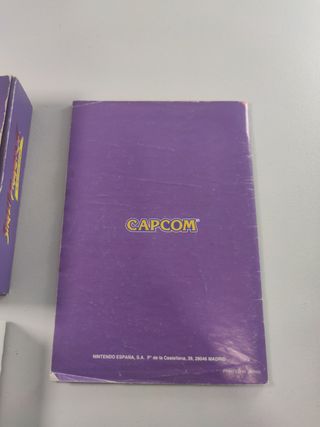 CAPCOM®
NINTENDO ESPAÑA, S.A. Pº de la Castellana, 39, 28046 MADRID